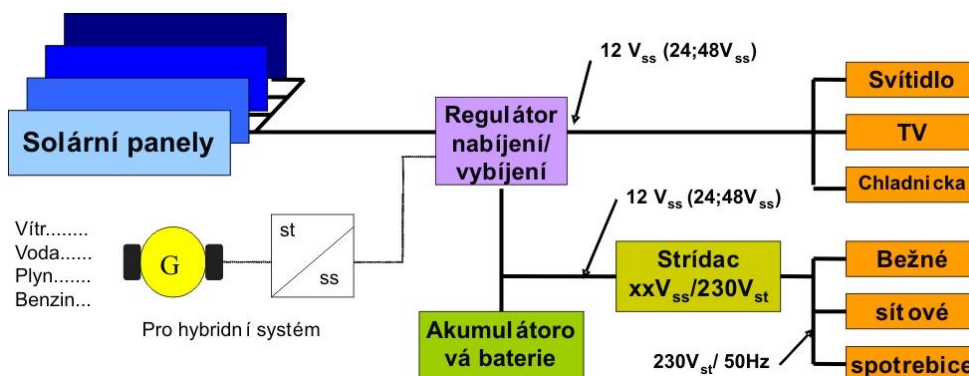 12 Vss (24;48Vss)
Solární panely
Regulátor
nabíjení/
vybíjení
Svítidlo
TV
Chladnicka
12 Vss (24;48Vss)
Vítr........
Voda......
Plyn.......
Benzin...
G
st
ss
Pro hybridní systém
Strídac
xxVss/230Vst
Akumulátoro
vá baterie
230Vst/ 50Hz
Bežné
sítové
spotrebice